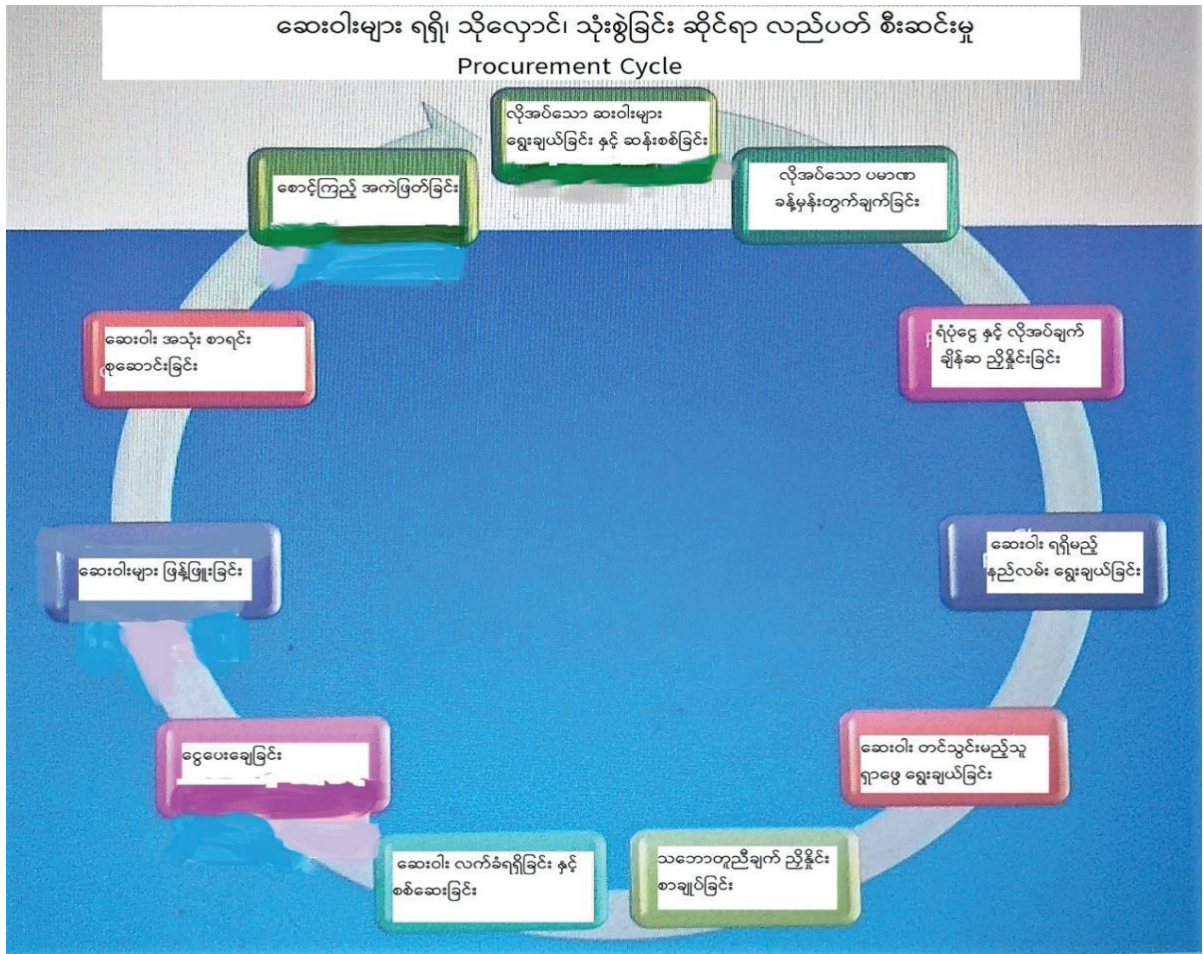 ဆေးဝါးများ ရရှိ၊ သိုလှောင်၊ သုံးစွဲခြင်း ဆိုင်ရာ လည်ပတ် စီးဆင်းမှု
Procurement Cycle
လိုအပ်သော ဆးဝါးများ
ရွေးချယ်ခြင်း နှင့် ဆန်းစစ်ခြင်း
လိုအပ်သော ပမာဏ
ခန့်မှန်းတွက်ချက်ခြင်း
ရံပုံငွေ နှင့် လိုအပ်ချက်
ချိန်ဆ ညှိနှိုင်းခြင်း
ဆေးဝါး ရရှိမည့်
နည်လမ်း ရွေးချယ်ခြင်း
ဆေးဝါး တင်သွင်းမည့်သူ
ရှာဖွေ ရွေးချယ်ခြင်း
သဘောတူညီချက် ညှိနှိုင်း
စာချုပ်ခြင်း
ဆေးဝါး လက်ခံရရှိခြင်း နှင့်
စစ်ဆေးခြင်း
ငွေပေးချေခြင်း
ဆေးဝါးများ ဖြန့်ဖြူးခြင်း
ဆေးဝါး အသုံး စာရင်း
စုဆောင်းခြင်း
စောင့်ကြည့် အကဲဖြတ်ခြင်း